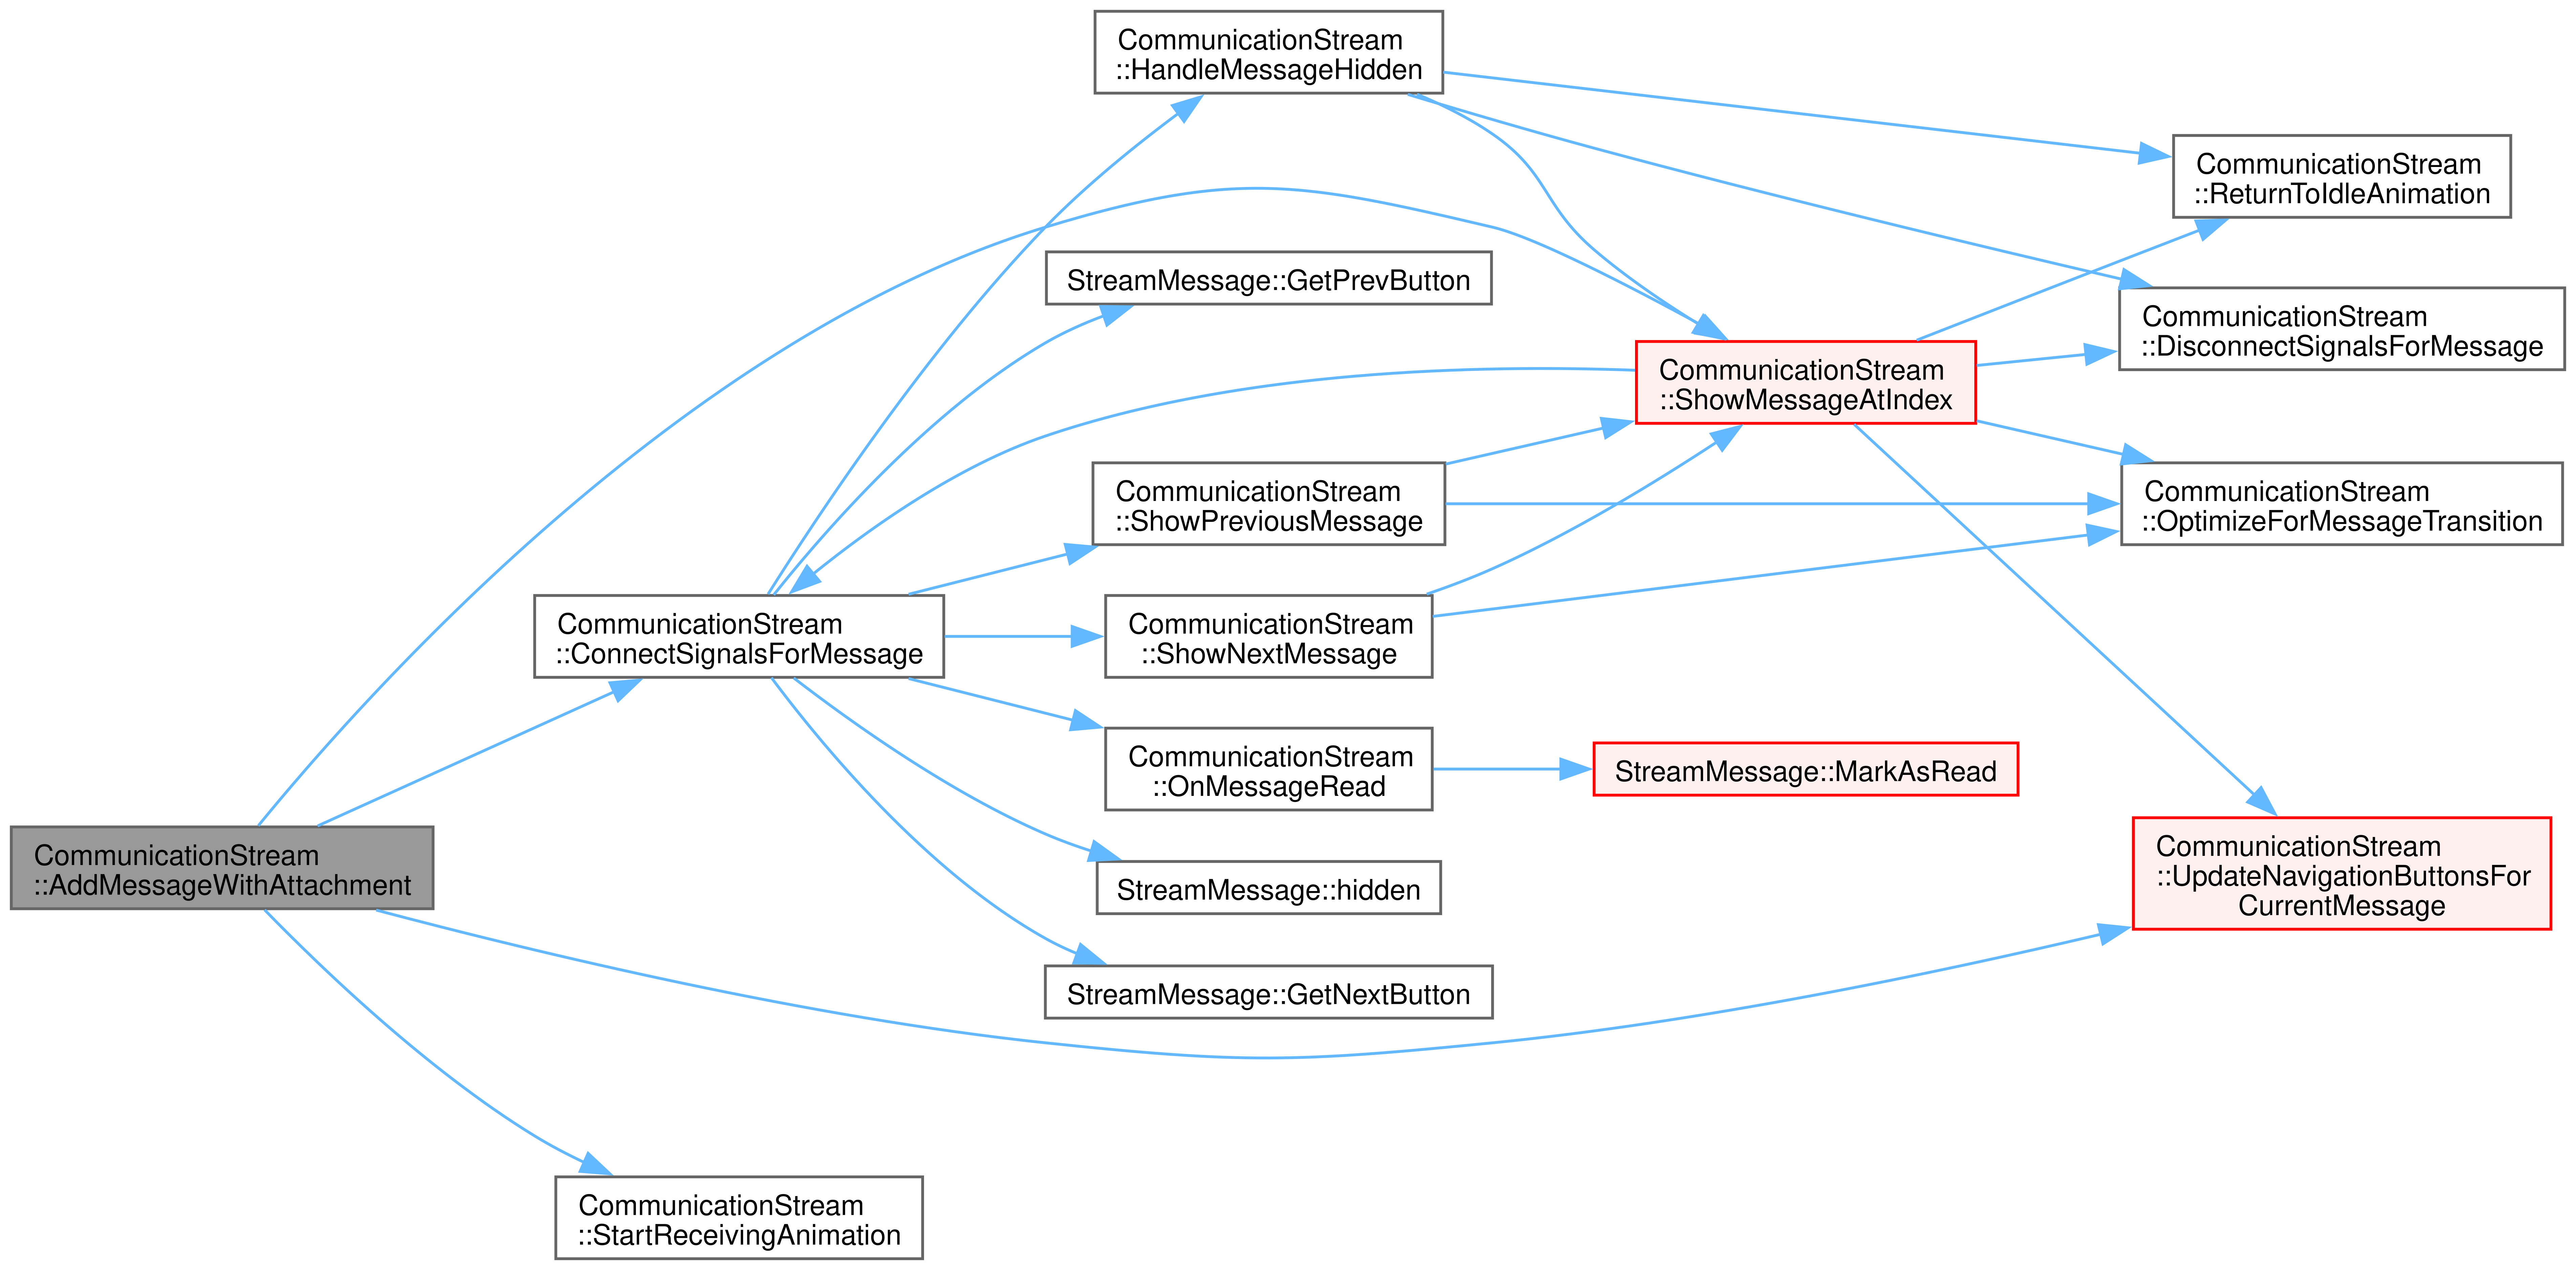 CommunicationStream
::HandleMessageHidden
CommunicationStream
::ReturnToIdleAnimation
StreamMessage::GetPrevButton
CommunicationStream
::DisconnectSignalsForMessage
CommunicationStream
::ShowMessageAtIndex
CommunicationStream
::ShowPreviousMessage
CommunicationStream
::OptimizeForMessageTransition
CommunicationStream
::ConnectSignalsForMessage
CommunicationStream
::ShowNextMessage
CommunicationStream
::OnMessageRead
StreamMessage::MarkAsRead
CommunicationStream
::AddMessageWithAttachment
StreamMessage::hidden
CommunicationStream
::UpdateNavigationButtonsFor
CurrentMessage
StreamMessage::GetNextButton
CommunicationStream
::StartReceivingAnimation